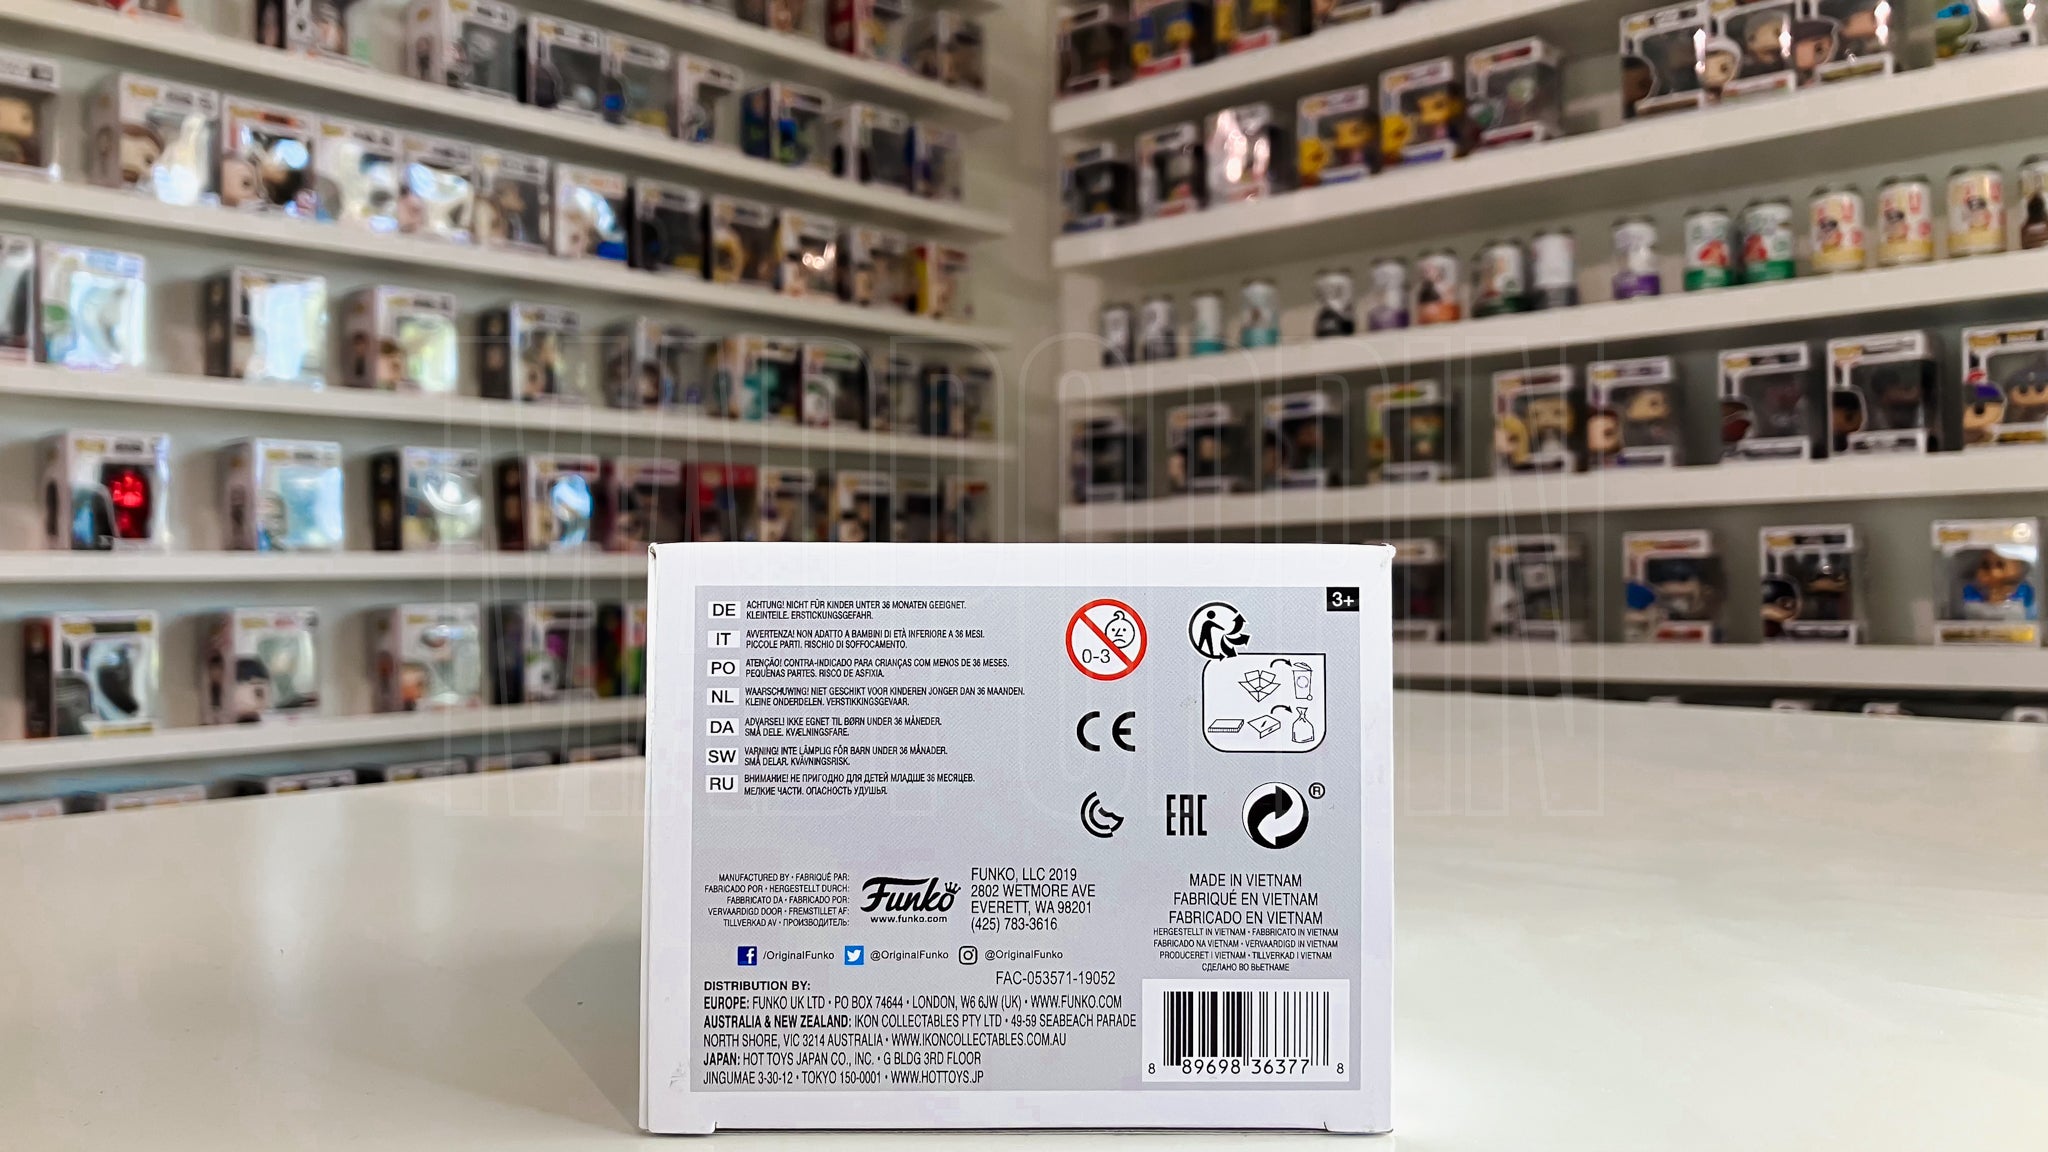 MADPOPPIN
STAIN
DE ACHTUNG! NICHT FÜR KINDER UNTER 36 MONATEN GEEIGNET.
KLEINTEILE. ERSTICKUNGSGEFAHR.
IT AVVERTENZA! NON ADATTO A BAMBINI DI ETÀ INFERIORE A 36 MESI.
PICCOLE PARTI. RISCHIO DI SOFFOCAMENTO.
PO ATENÇÃO! CONTRA-INDICADO PARA CRIANÇAS COM MENOS DE 36 MESES.
PEQUENAS PARTES. RISCO DE ASFIXIA.
NL WAARSCHUWING! NIET GESCHIKT VOOR KINDEREN JONGER DAN 36 MAANDEN.
KLEINE ONDERDELEN. VERSTIKKINGSGEVAAR.
DA ADVARSEL! IKKE EGNET TIL BØRN UNDER 36 MÅNEDER.
SMÅ DELE. KVÆLNINGSFARE.
SW VARNING! INTE LÄMPLIG FÖR BARN UNDER 36 MÅNADER.
SMÅ DELAR. KVÄVNINGSRISK.
RU ВНИМАНИЕ! НЕ ПРИГОДНО ДЛЯ ДЕТЕЙ МЛАДШЕ 36 МЕСЯЦЕВ.
МЕЛКИЕ ЧАСТИ. ОПАСНОСТЬ УДУШЬЯ.
0-3
3+
CE
EAC
®
MANUFACTURED BY • FABRIQUÉ PAR:
FABRICADO POR • HERGESTELLT DURCH:
FABBRICATO DA • FABRICADO POR:
VERVAARDIGD DOOR • FREMSTILLET AF:
TILLVERKAD AV • ПРОИЗВОДИТЕЛЬ:
Funko
www.funko.com
FUNKO, LLC 2019
2802 WETMORE AVE
EVERETT, WA 98201
(425) 783-3616
MADE IN VIETNAM
FABRIQUÉ EN VIETNAM
FABRICADO EN VIETNAM
HERGESTELLT IN VIETNAM • FABBRICATO IN VIETNAM
FABRICADO NA VIETNAM • VERVAARDIGD IN VIETNAM
PRODUCERET I VIETNAM • TILLVERKAD I VIETNAM
СДЕЛАНО ВО ВЬЕТНАМЕ
/OriginalFunko @OriginalFunko @OriginalFunko
FAC-053571-19052
DISTRIBUTION BY:
EUROPE: FUNKO UK LTD • PO BOX 74644 • LONDON, W6 6JW (UK) • WWW.FUNKO.COM
AUSTRALIA & NEW ZEALAND: IKON COLLECTABLES PTY LTD • 49-59 SEABEACH PARADE
NORTH SHORE, VIC 3214 AUSTRALIA • WWW.IKONCOLLECTABLES.COM.AU
JAPAN: HOT TOYS JAPAN CO., INC. • G BLDG 3RD FLOOR
JINGUMAE 3-30-12 • TOKYO 150-0001 • WWW.HOTTOYS.JP
8 89698 36377 8